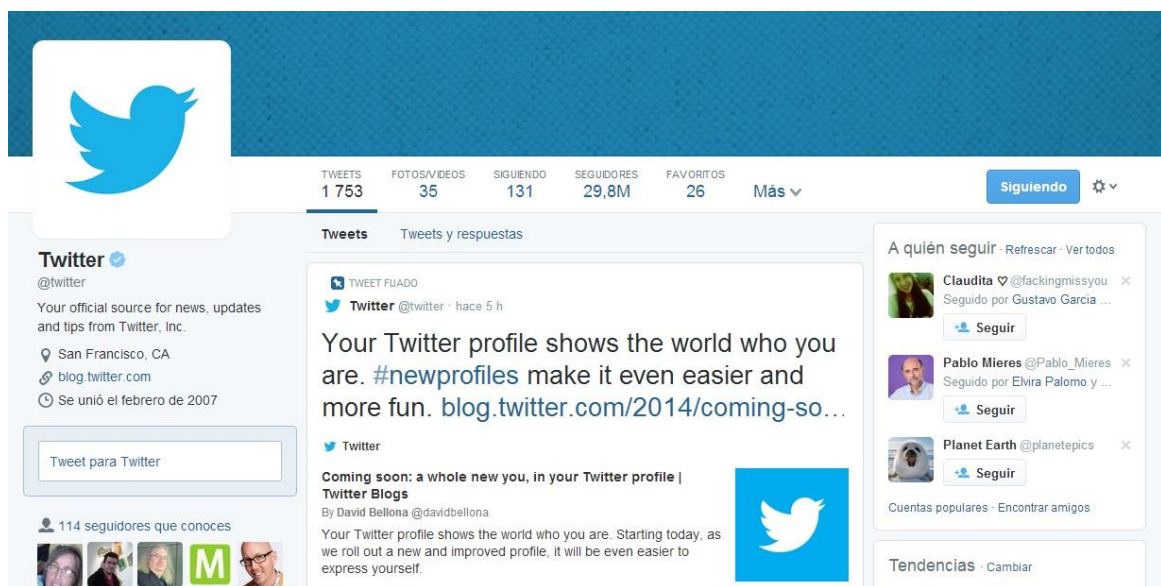 TWEETS FOTOS/VIDEOS SIGUIENDO SEGUIDORES FAVORITOS
1 753 35 131 29,8M 26 Más
Siguiendo
Twitter
@twitter
Your official source for news, updates
and tips from Twitter, Inc.
San Francisco, CA
blog.twitter.com
Se unió el febrero de 2007
Tweet para Twitter
114 seguidores que conoces
M
Tweets Tweets y respuestas
TWEET FIJADO
Twitter @twitter · hace 5 h
Your Twitter profile shows the world who you
are. #newprofiles make it even easier and
more fun. blog.twitter.com/2014/coming-so…
Twitter
Coming soon: a whole new you, in your Twitter profile |
Twitter Blogs
By David Bellona @davidbellona
Your Twitter profile shows the world who you are. Starting today, as
we roll out a new and improved profile, it will be even easier to
express yourself.
A quién seguir · Refrescar · Ver todos
Claudita ♡ @fackingmissyou
Seguido por Gustavo Garcia ...
Seguir
Pablo Mieres @Pablo_Mieres
Seguido por Elvira Palomo y ...
Seguir
Planet Earth @planetepics
Seguir
Cuentas populares · Encontrar amigos
Tendencias · Cambiar